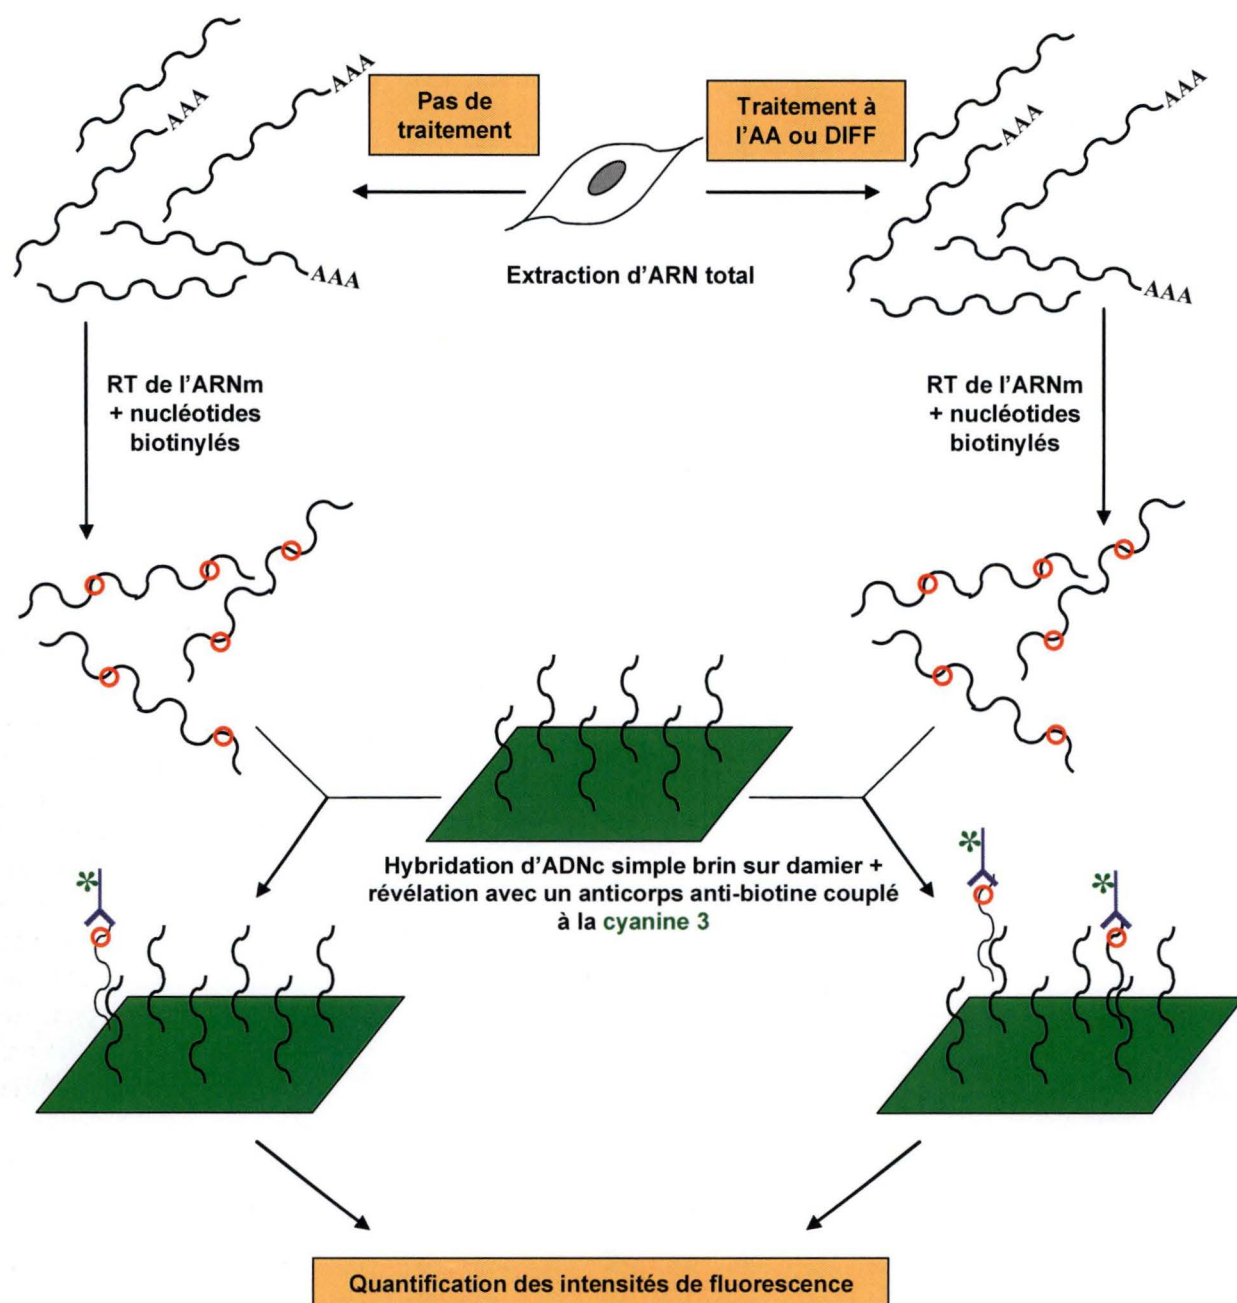 AAA
AAA
AAA
Pas de
traitement
Traitement à
l'AA ou DIFF
AAA
AAA
AAA
Extraction d'ARN total
RT de l'ARNm
+ nucléotides
biotinylés
RT de l'ARNm
+ nucléotides
biotinylés
Hybridation d'ADNc simple brin sur damier +
révélation avec un anticorps anti-biotine couplé
à la cyanine 3
*
*
*
Quantification des intensités de fluorescence